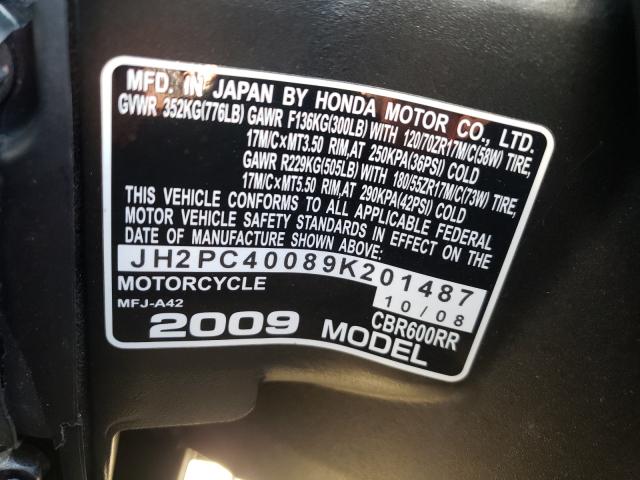 MFD. IN JAPAN BY HONDA MOTOR CO., LTD.
GVWR 352KG(776LB) GAWR F136KG(300LB) WITH 120/70ZR17M/C(58W) TIRE,
17M/C×MT3.50 RIM,AT 250KPA(36PSI) COLD
GAWR R229KG(505LB) WITH 180/55ZR17M/C(73W) TIRE,
17M/C×MT5.50 RIM,AT 290KPA(42PSI) COLD
THIS VEHICLE CONFORMS TO ALL APPLICABLE FEDERAL
MOTOR VEHICLE SAFETY STANDARDS IN EFFECT ON THE
DATE OF MANUFACTURE SHOWN ABOVE:
JH2PC40089K201487
MOTORCYCLE 10/08
MFJ-A42 CBR600RR
2009 MODEL